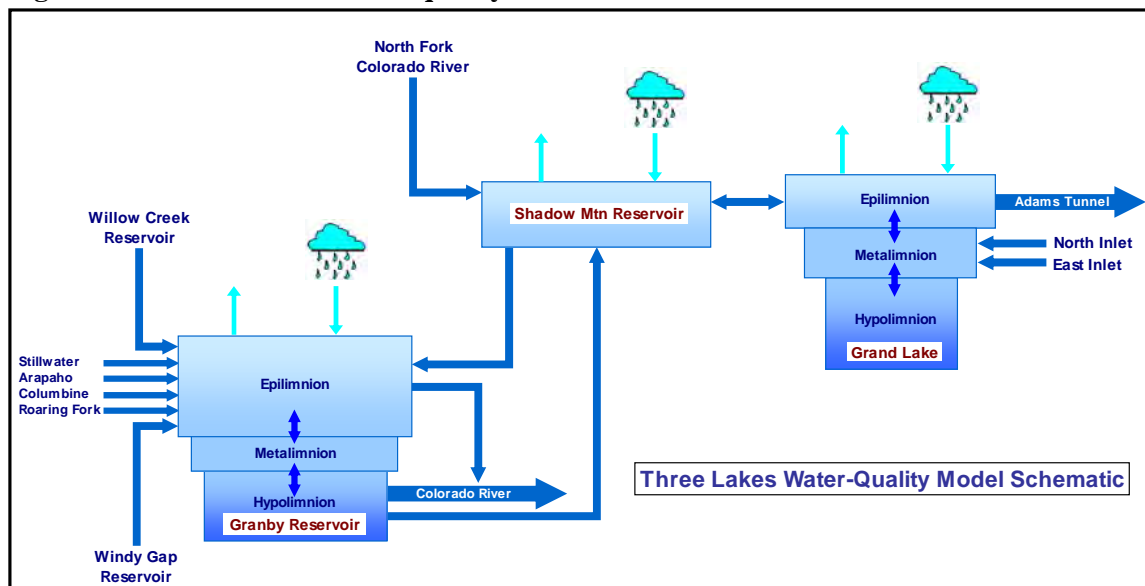 North Fork
Colorado River
Shadow Mtn Reservoir
Epilimnion
Adams Tunnel
Metalimnion
North Inlet
East Inlet
Hypolimnion
Grand Lake
Willow Creek
Reservoir
Stillwater
Arapaho
Columbine
Roaring Fork
Epilimnion
Metalimnion
Hypolimnion
Granby Reservoir
Colorado River
Windy Gap
Reservoir
Three Lakes Water-Quality Model Schematic